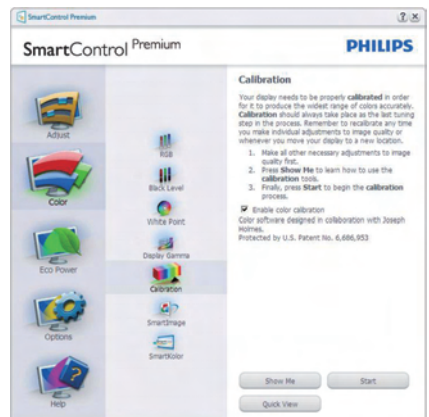 SmartControl Premium
SmartControl Premium
PHILIPS
Adjust
Color
Eco Power
Options
Help
RGB
Black Level
White Point
Display Gamma
Calibration
SmartImage
SmartKolor
Calibration
Your display needs to be properly calibrated in order
for it to produce the widest range of colors accurately.
Calibration should always take place as the last tuning
step in the process. Remember to recalibrate any time
you make individual adjustments to image quality or
whenever you move your display to a new location.
1. Make all other necessary adjustments to image
quality first.
2. Press Show Me to learn how to use the
calibration tools.
3. Finally, press Start to begin the calibration
process.
Enable color calibration
Color software designed in collaboration with Joseph
Holmes.
Protected by U.S. Patent No. 6,686,953
Show Me
Start
Quick View